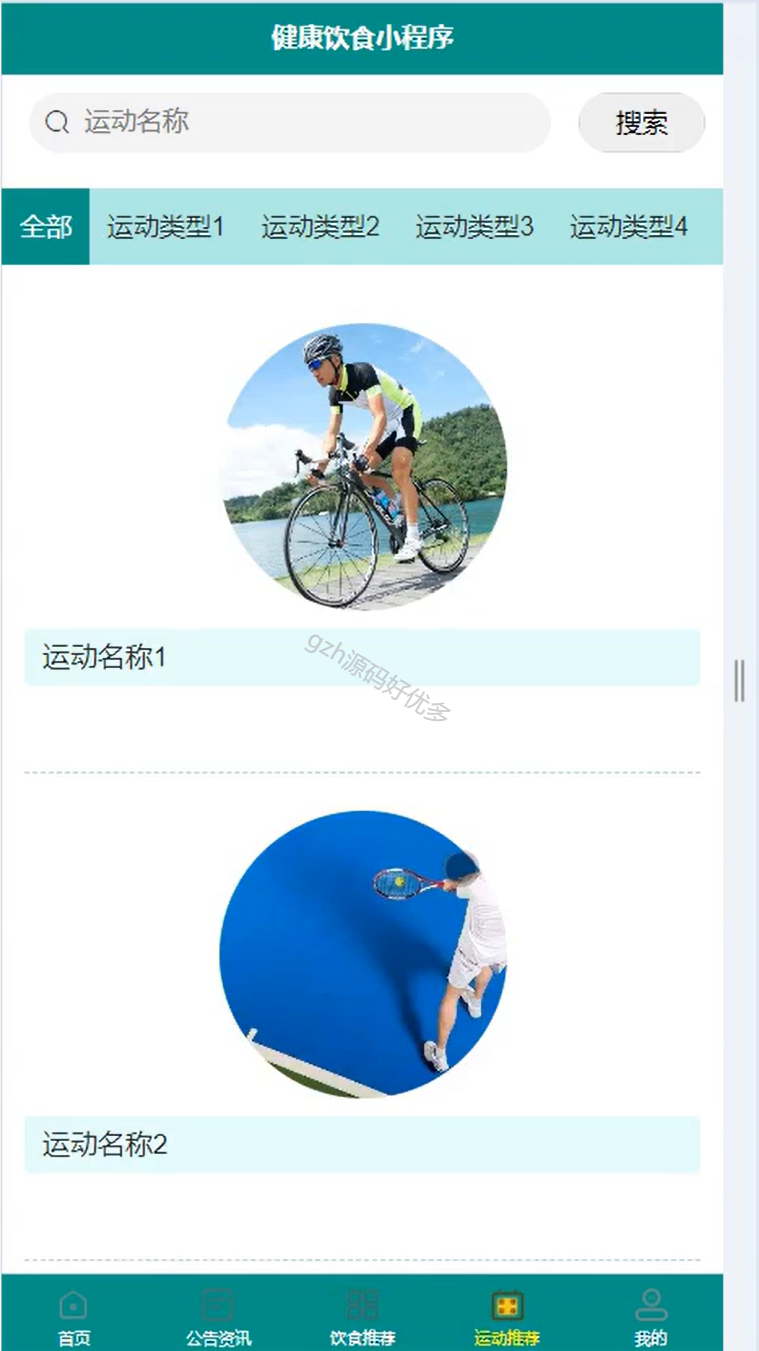 健康饮食小程序
运动名称
搜索
全部 运动类型1 运动类型2 运动类型3 运动类型4
运动名称1
gzh源码好优多
运动名称2
首页 公告资讯 饮食推荐 运动推荐 我的